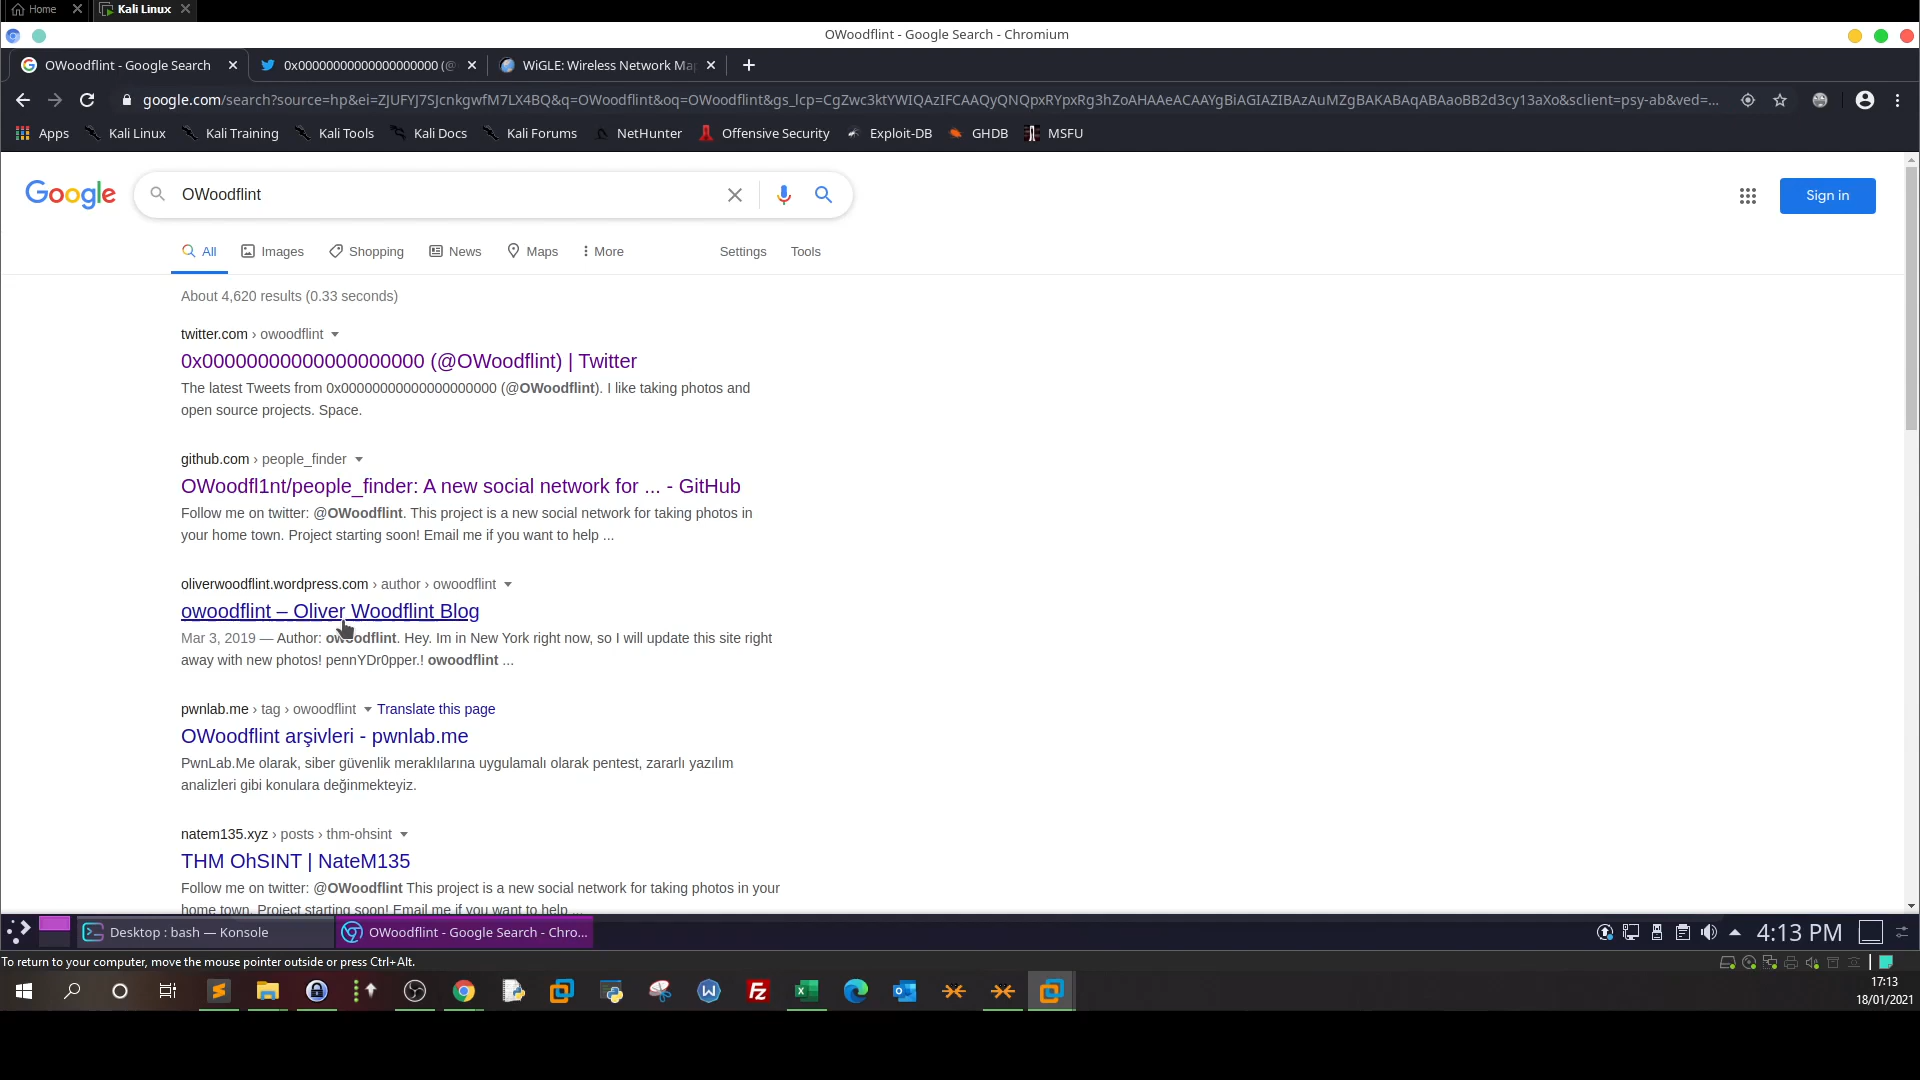 Home
Kali Linux
OWoodflint - Google Search - Chromium
OWoodflint - Google Search
0x00000000000000000000 (@
WiGLE: Wireless Network Map
google.com/search?source=hp&ei=ZJUFYJ7SJcnkgwfM7LX4BQ&q=OWoodflint&oq=OWoodflint&gs_lcp=CgZwc3ktYWIQAzIFCAAQyQNQpxRYpxRg3hZoAHAAeACAAYgBiAGIAZIBAzAuMZgBAKABAqABAaoBB2d3cy13aXo&sclient=psy-ab&ved=...
Apps
Kali Linux
Kali Training
Kali Tools
Kali Docs
Kali Forums
NetHunter
Offensive Security
Exploit-DB
GHDB
MSFU
Google
OWoodflint
Sign in
All
Images
Shopping
News
Maps
More
Settings
Tools
About 4,620 results (0.33 seconds)
twitter.com › owoodflint
0x00000000000000000000 (@OWoodflint) | Twitter
The latest Tweets from 0x00000000000000000000 (@OWoodflint). I like taking photos and
open source projects. Space.
github.com › people_finder
OWoodfl1nt/people_finder: A new social network for ... - GitHub
Follow me on twitter: @OWoodflint. This project is a new social network for taking photos in
your home town. Project starting soon! Email me if you want to help ...
oliverwoodflint.wordpress.com › author › owoodflint
owoodflint – Oliver Woodflint Blog
Mar 3, 2019 — Author: owoodflint. Hey. Im in New York right now, so I will update this site right
away with new photos! pennYDr0pper.! owoodflint ...
pwnlab.me › tag › owoodflint
Translate this page
OWoodflint arşivleri - pwnlab.me
PwnLab.Me olarak, siber güvenlik meraklılarına uygulamalı olarak pentest, zararlı yazılım
analizleri gibi konulara değinmekteyiz.
natem135.xyz › posts › thm-ohsint
THM OhSINT | NateM135
Follow me on twitter: @OWoodflint This project is a new social network for taking photos in your
home town. Project starting soon! Email me if you want to help ...
Desktop : bash — Konsole
OWoodflint - Google Search - Chro...
4:13 PM
To return to your computer, move the mouse pointer outside or press Ctrl+Alt.
17:13
18/01/2021